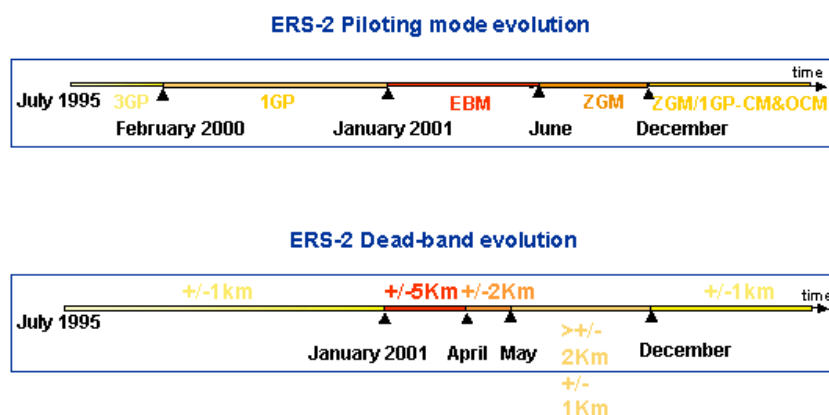 ERS-2 Piloting mode evolution
time
July 1995 3GP 1GP EBM ZGM ZGM/1GP-CM&OCM
February 2000 January 2001 June December
ERS-2 Dead-band evolution
+/-1km +/-5Km +/-2Km +/-1km
time
July 1995
January 2001 April May December
>+/-
2Km
+/-
1Km